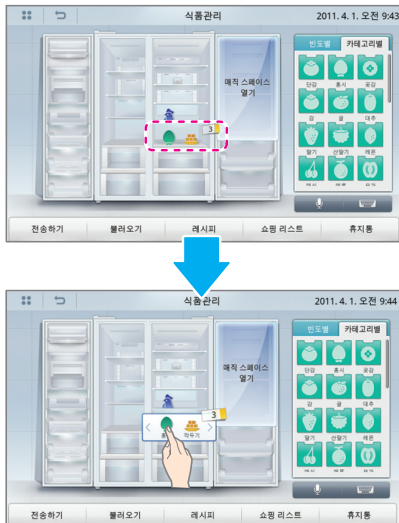 식품관리
2011. 4. 1. 오전 9:43
매직 스페이스
열기
빈도별
카테고리별
단감
홍시
곶감
감
귤
대추
딸기
산딸기
레몬
3
전송하기
불러오기
레시피
쇼핑 리스트
휴지통
식품관리
2011. 4. 1. 오전 9:44
매직 스페이스
열기
빈도별
카테고리별
단감
홍시
곶감
감
귤
대추
딸기
산딸기
레몬
3
깍두기
전송하기
불러오기
레시피
쇼핑 리스트
휴지통